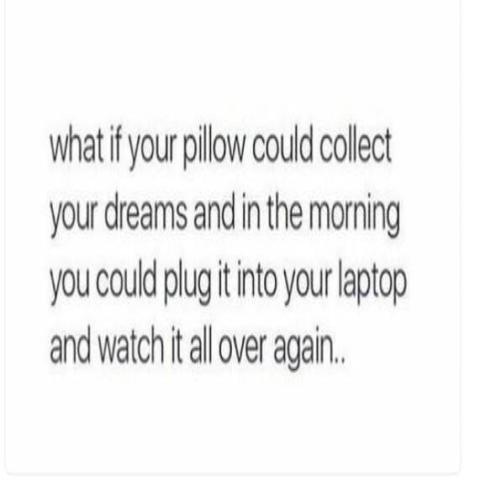 what if your pillow could collect
your dreams and in the morning
you could plug it into your laptop
and watch it all over again..